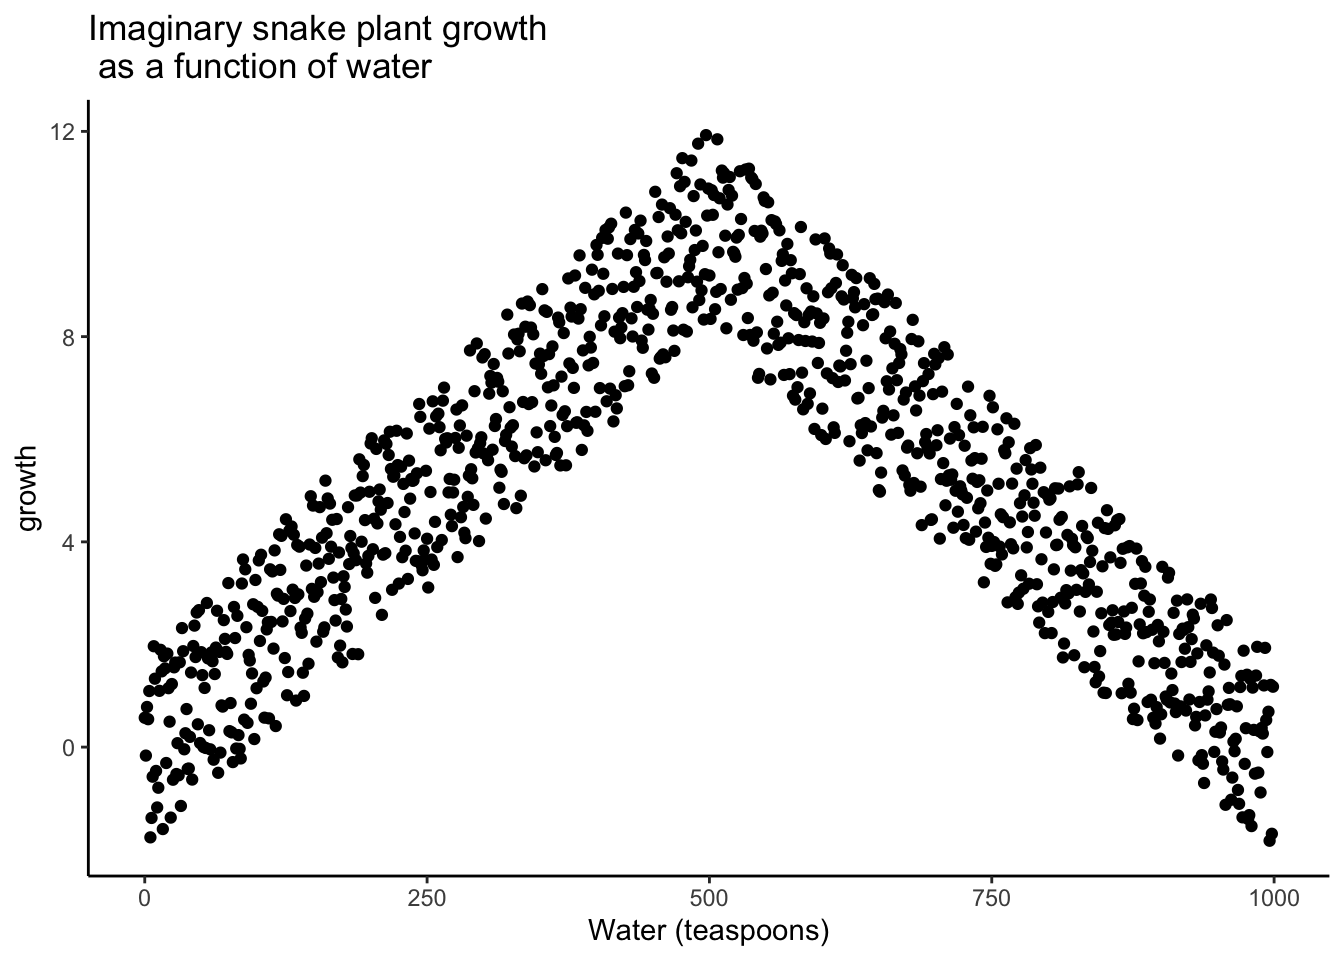 Imaginary snake plant growth
as a function of water
12
8
4
0
growth
0 250 500 750 1000
Water (teaspoons)